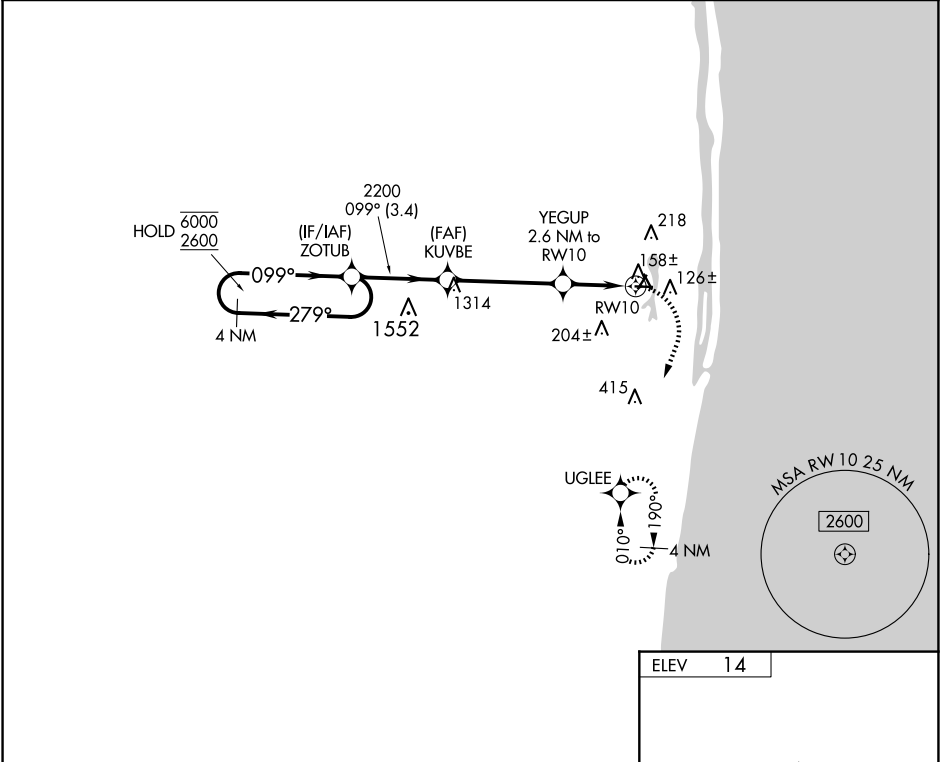 2200
099° (3.4)
HOLD 6000
2600
(IF/IAF)
ZOTUB
(FAF)
KUVBE
YEGUP
2.6 NM to
RW10
218
158±
126±
099°
279°
4 NM
1552
1314
RW10
204±
415
UGLEE
010°
190°
4 NM
MSA RW10 25 NM
2600
ELEV 14